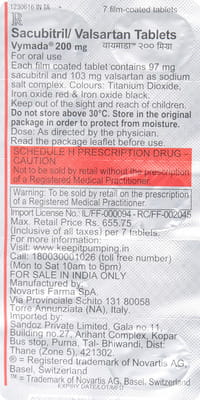 1230616 IN TA 7 film-coated tablets
R
Sacubitril/ Valsartan Tablets
Vymada® 200 mg वायमाडा® २०० मिग्रा
For oral use
Each film coated tablet contains 97 mg
sacubitril and 103 mg valsartan as sodium
salt complex. Colours: Titanium Dioxide,
Iron oxide red & Iron oxide black.
Keep out of the sight and reach of children.
Do not store above 30°C. Store in the original
package in order to protect from moisture.
Dose: As directed by the physician.
Read the package leaflet before use.
SCHEDULE H PRESCRIPTION DRUG -
CAUTION
Not to be sold by retail without the prescription
of a Registered Medical Practitioner.
Warning: To be sold by retail on the prescription
of a Registered Medical Practitioner.
Import License No.: IL/FF-000094 - RC/FF-002045
Max. Retail Price Rs. 655.75
(Inclusive of all taxes) per 7 tablets.
For more information:
Visit: www.keepitpumping.in
Call: 180030001026 (toll free number)
(Mon to Sat 10am to 6pm)
FOR SALE IN INDIA ONLY
Manufactured by:
Novartis Farma SpA.
Via Provinciale Schito 131 80058
Torre Annunziata (NA), Italy.
Imported by:
Sandoz Private Limited, Gala no. 11,
Building no.27, Arihant Complex, Kopar
Bus stop, Purna, Tal- Bhiwandi, Dist:
Thane (Zone 5), 421302.
® = Registered trademark of Novartis AG,
Basel, Switzerland
™ = Trademark of Novartis AG, Basel, Switzerland